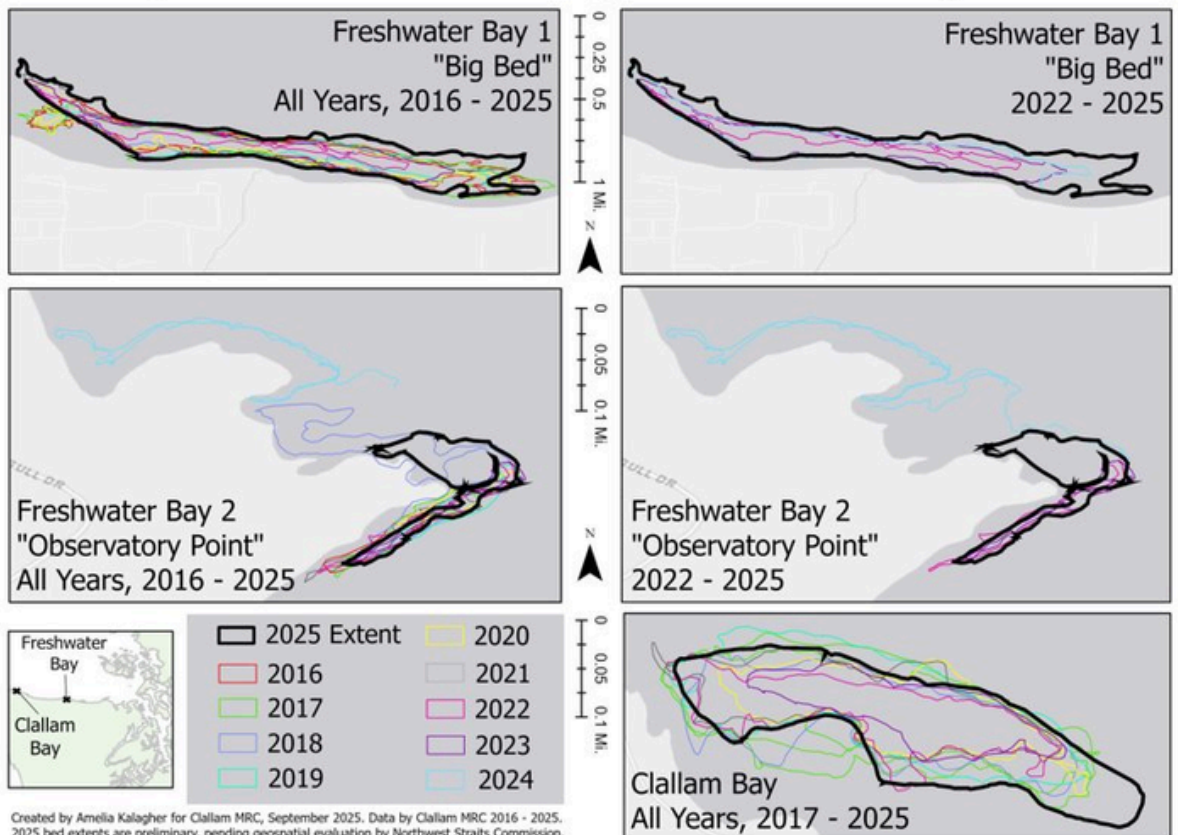 Freshwater Bay 1
"Big Bed"
All Years, 2016 - 2025
0
0.25
0.5
1 Mi.
N
Freshwater Bay 1
"Big Bed"
2022 - 2025
Freshwater Bay 2
"Observatory Point"
All Years, 2016 - 2025
GULL DR
0
0.05
0.1 Mi.
N
GULL DR
Freshwater Bay 2
"Observatory Point"
2022 - 2025
Freshwater
Bay
Clallam
Bay
2025 Extent
2016
2017
2018
2019
2020
2021
2022
2023
2024
0
0.05
0.1 Mi.
Clallam Bay
All Years, 2017 - 2025
Created by Amelia Kalagher for Clallam MRC, September 2025. Data by Clallam MRC 2016 - 2025.
2025 bed extents are preliminary, pending geospatial evaluation by Northwest Straits Commission.